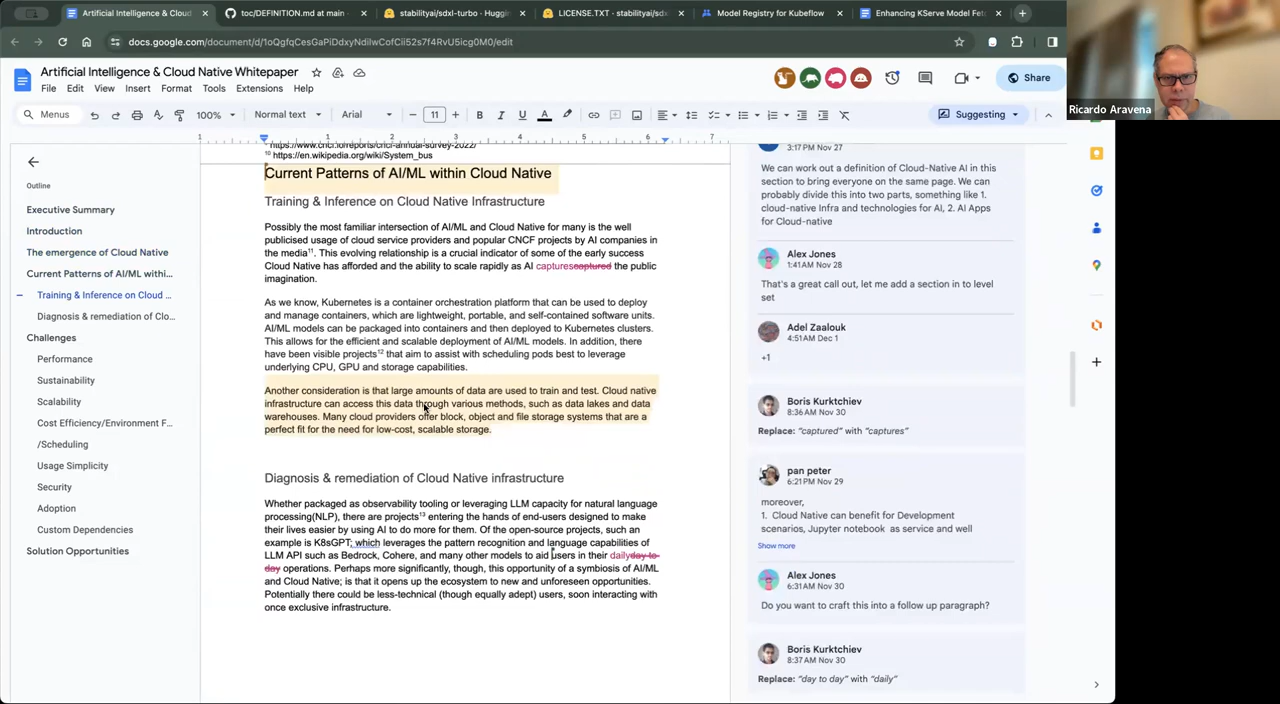 Artificial Intelligence & Cloud
toc/DEFINITION.md at main ·
stabilityai/sdxl-turbo · Huggi
LICENSE.TXT · stabilityai/sdx
Model Registry for Kubeflow
Enhancing KServe Model Fetc
docs.google.com/document/d/1oQgfqCesGaPiDdxyNdilwCofCii52s7f4RvU5icg0M0/edit
Ricardo Aravena
Artificial Intelligence & Cloud Native Whitepaper
Share
File Edit View Insert Format Tools Extensions Help
Menus
100%
Normal text
Arial
11
B I U A
Suggesting
1 1 2 3 4 5 6 7
Outline
Executive Summary
Introduction
The emergence of Cloud Native
Current Patterns of AI/ML withi...
Training & Inference on Cloud ...
Diagnosis & remediation of Clo...
Challenges
Performance
Sustainability
Scalability
Cost Efficiency/Environment F...
/Scheduling
Usage Simplicity
Security
Adoption
Custom Dependencies
Solution Opportunities
https://www.cncf.io/reports/cncf-annual-survey-2022/
10 https://en.wikipedia.org/wiki/System_bus
Current Patterns of AI/ML within Cloud Native
Training & Inference on Cloud Native Infrastructure
Possibly the most familiar intersection of AI/ML and Cloud Native for many is the well
publicised usage of cloud service providers and popular CNCF projects by AI companies in
the media11. This evolving relationship is a crucial indicator of some of the early success
Cloud Native has afforded and the ability to scale rapidly as AI capturescaptured the public
imagination.
As we know, Kubernetes is a container orchestration platform that can be used to deploy
and manage containers, which are lightweight, portable, and self-contained software units.
AI/ML models can be packaged into containers and then deployed to Kubernetes clusters.
This allows for the efficient and scalable deployment of AI/ML models. In addition, there
have been visible projects12 that aim to assist with scheduling pods best to leverage
underlying CPU, GPU and storage capabilities.
Another consideration is that large amounts of data are used to train and test. Cloud native
infrastructure can access this data through various methods, such as data lakes and data
warehouses. Many cloud providers offer block, object and file storage systems that are a
perfect fit for the need for low-cost, scalable storage.
Diagnosis & remediation of Cloud Native infrastructure
Whether packaged as observability tooling or leveraging LLM capacity for natural language
processing(NLP), there are projects13 entering the hands of end-users designed to make
their lives easier by using AI to do more for them. Of the open-source projects, such an
example is K8sGPT; which leverages the pattern recognition and language capabilities of
LLM API such as Bedrock, Cohere, and many other models to aid users in their dailyday to
day operations. Perhaps more significantly, though, this opportunity of a symbiosis of AI/ML
and Cloud Native; is that it opens up the ecosystem to new and unforeseen opportunities.
Potentially there could be less-technical (though equally adept) users, soon interacting with
once exclusive infrastructure.
3:17 PM Nov 27
We can work out a definition of Cloud-Native AI in
this section to bring everyone on the same page. We can
probably divide this into two parts, something like 1.
cloud-native Infra and technologies for AI, 2. AI Apps
for Cloud-native
Alex Jones
1:41 AM Nov 28
That's a great call out, let me add a section in to level
set
Adel Zaalouk
4:51 AM Dec 1
+1
Boris Kurktchiev
8:36 AM Nov 30
Replace: “captured” with “captures”
pan peter
6:21 PM Nov 29
moreover,
1. Cloud Native can benefit for Development
scenarios, Jupyter notebook as service and well
Show more
Alex Jones
6:31 AM Nov 30
Do you want to craft this into a follow up paragraph?
Boris Kurktchiev
8:37 AM Nov 30
Replace: “day to day” with “daily”